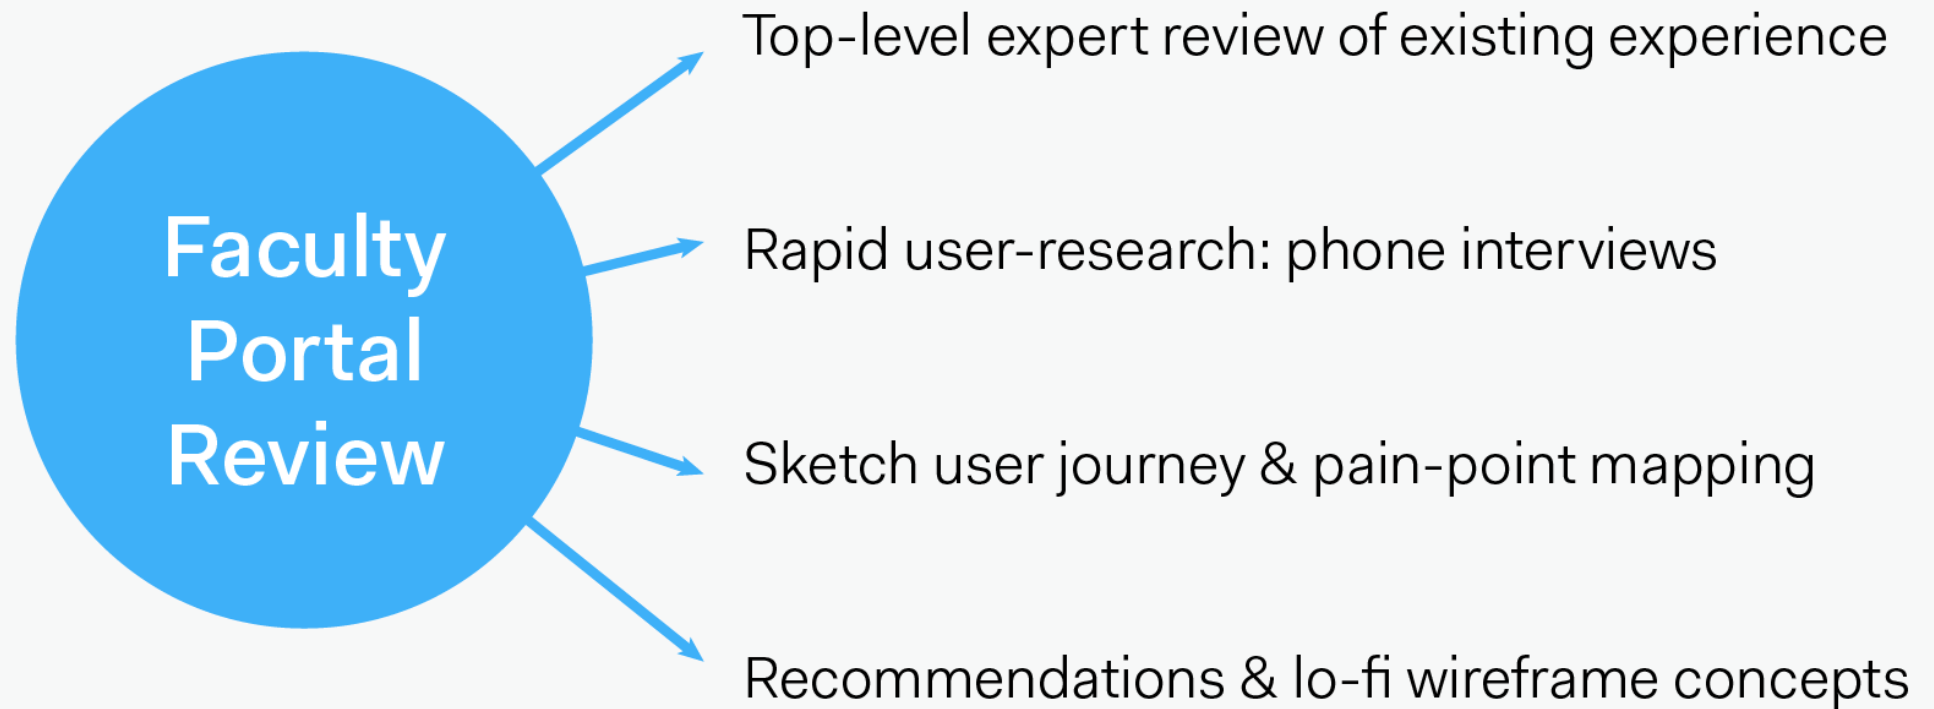 Faculty
Portal
Review
Top-level expert review of existing experience
Rapid user-research: phone interviews
Sketch user journey & pain-point mapping
Recommendations & lo-fi wireframe concepts